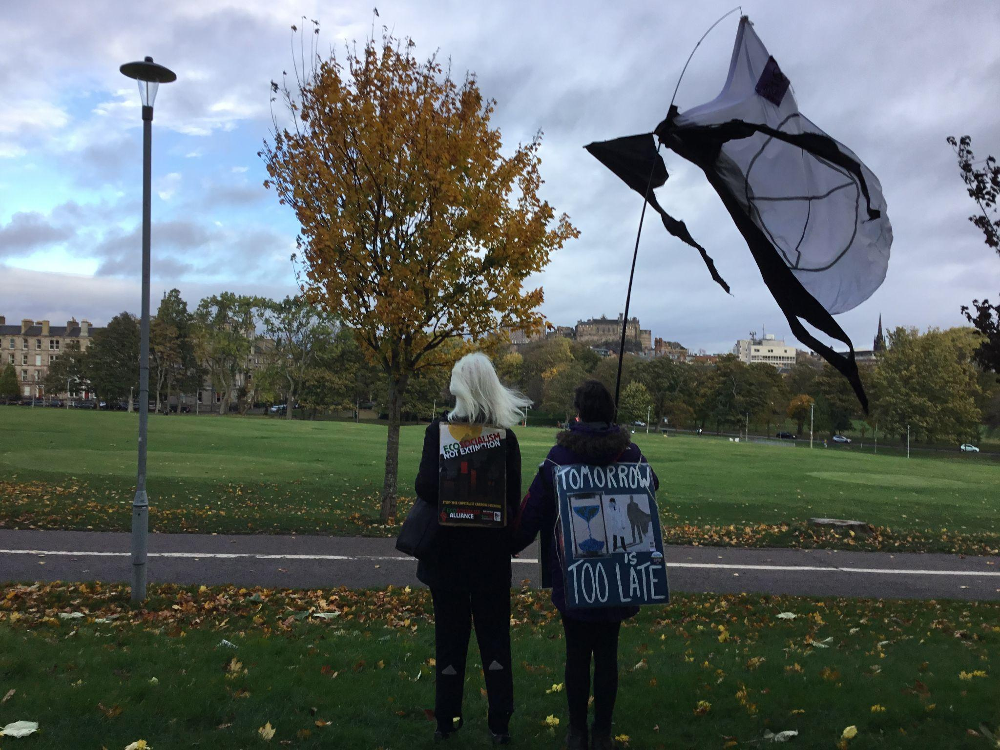 ECOSOCIALISM
NOT EXTINCTION
STOP THE CAPITALIST CARBON MACHINE
ECOSOCIALIST
ALLIANCE
TOMORROW
IS
TOO LATE